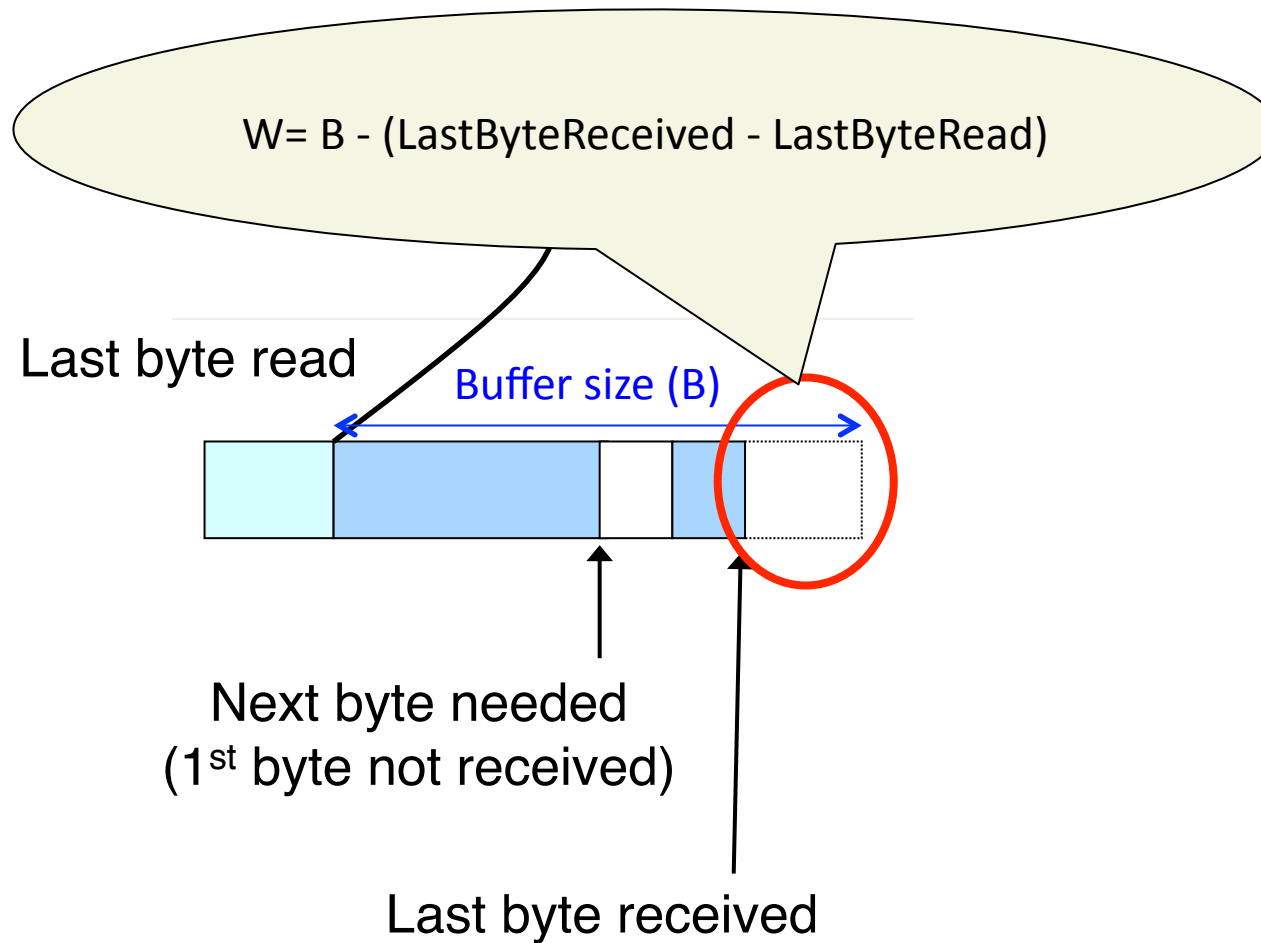 W= B - (LastByteReceived - LastByteRead)
Last byte read
Buffer size (B)
Next byte needed
(1st byte not received)
Last byte received